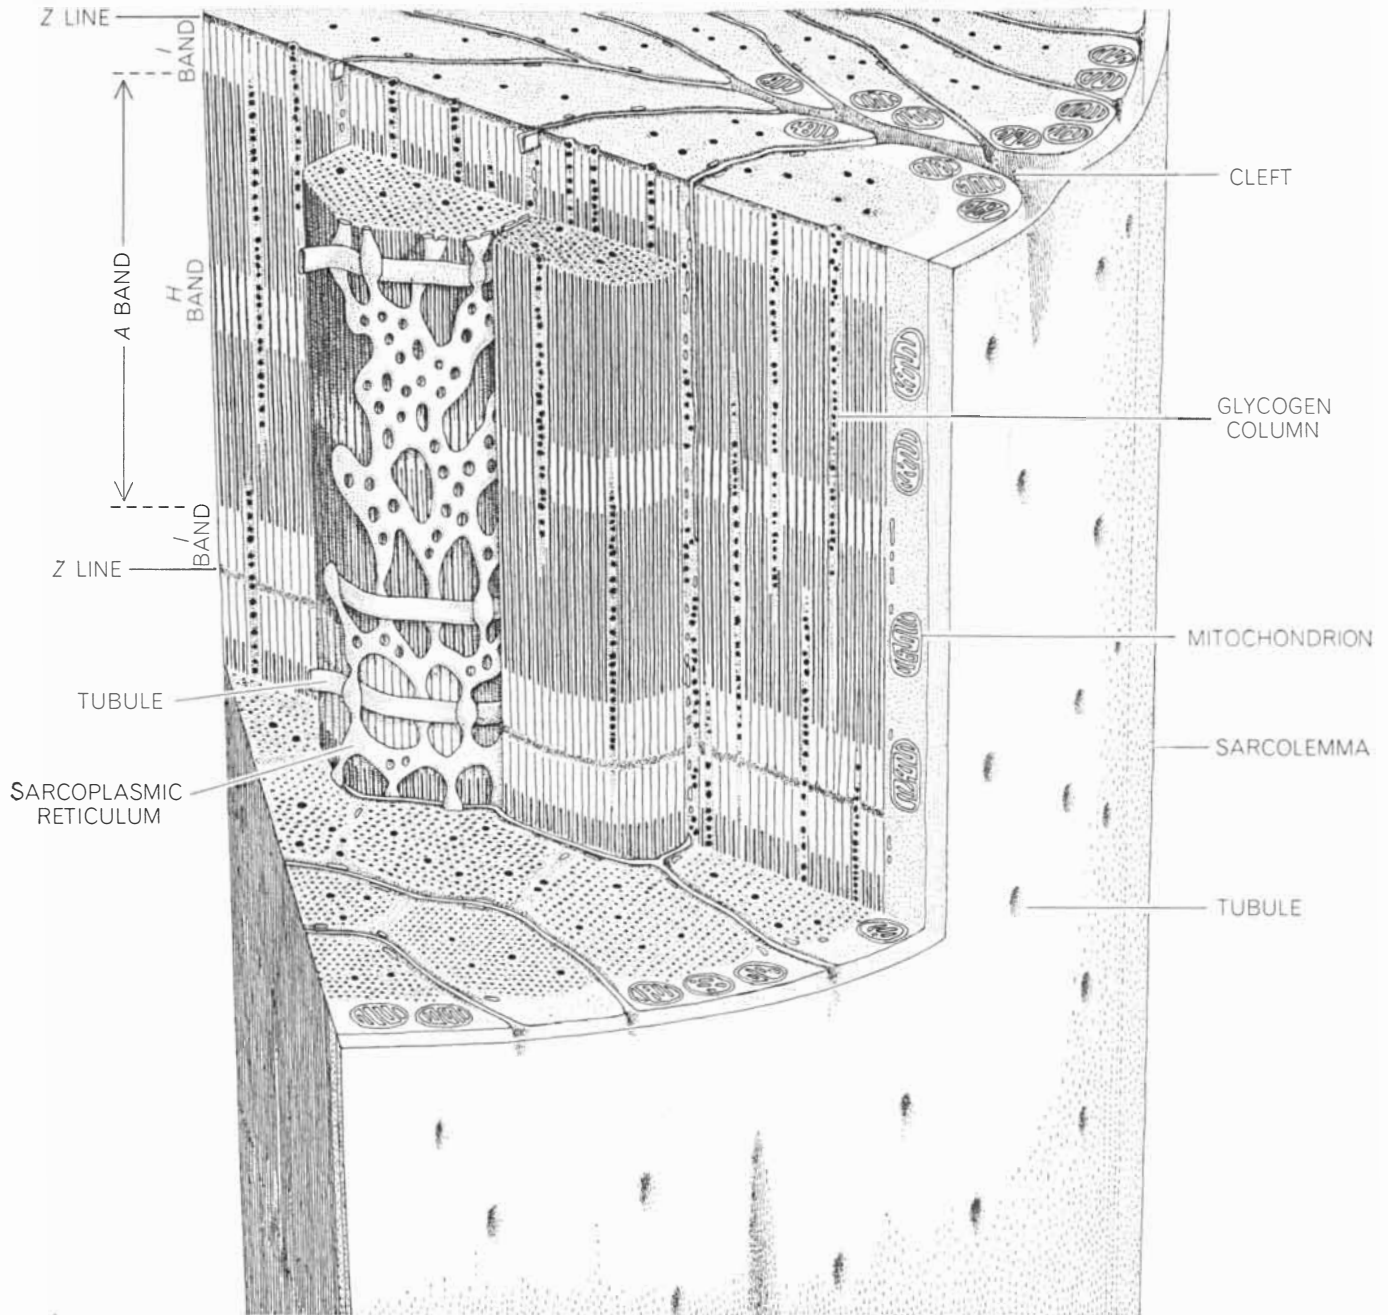 Z LINE
I
BAND
A BAND
H
BAND
I
BAND
Z LINE
TUBULE
SARCOPLASMIC
RETICULUM
CLEFT
GLYCOGEN
COLUMN
MITOCHONDRION
SARCOLEMMA
TUBULE